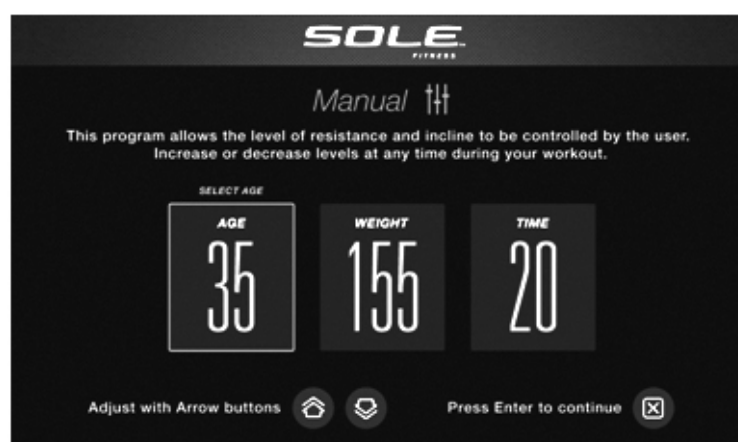 SOLE
FITNESS
Manual
This program allows the level of resistance and incline to be controlled by the user.
Increase or decrease levels at any time during your workout.
SELECT AGE
AGE
35
WEIGHT
155
TIME
20
Adjust with Arrow buttons
Press Enter to continue